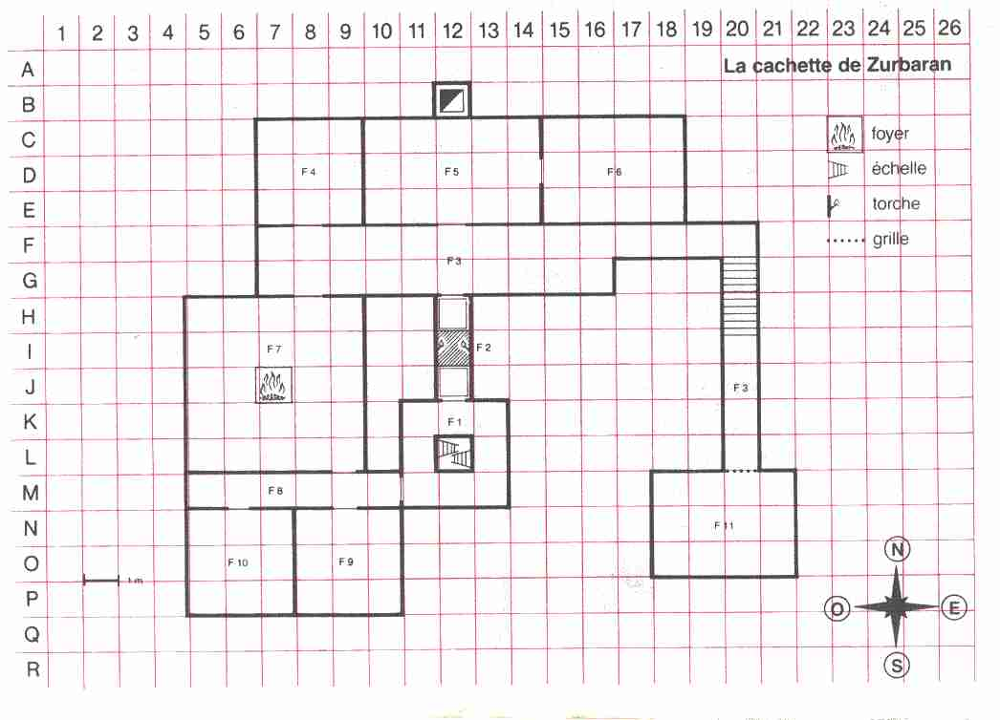 1 2 3 4 5 6 7 8 9 10 11 12 13 14 15 16 17 18 19 20 21 22 23 24 25 26
A
La cachette de Zurbaran
B
C
foyer
D
F4
F5
F6
échelle
E
torche
F
grille
F3
G
H
I
F7
F2
J
F3
K
F1
L
M
F8
N
F11
O
F10
F9
1 m
N
P
O
E
Q
S
R